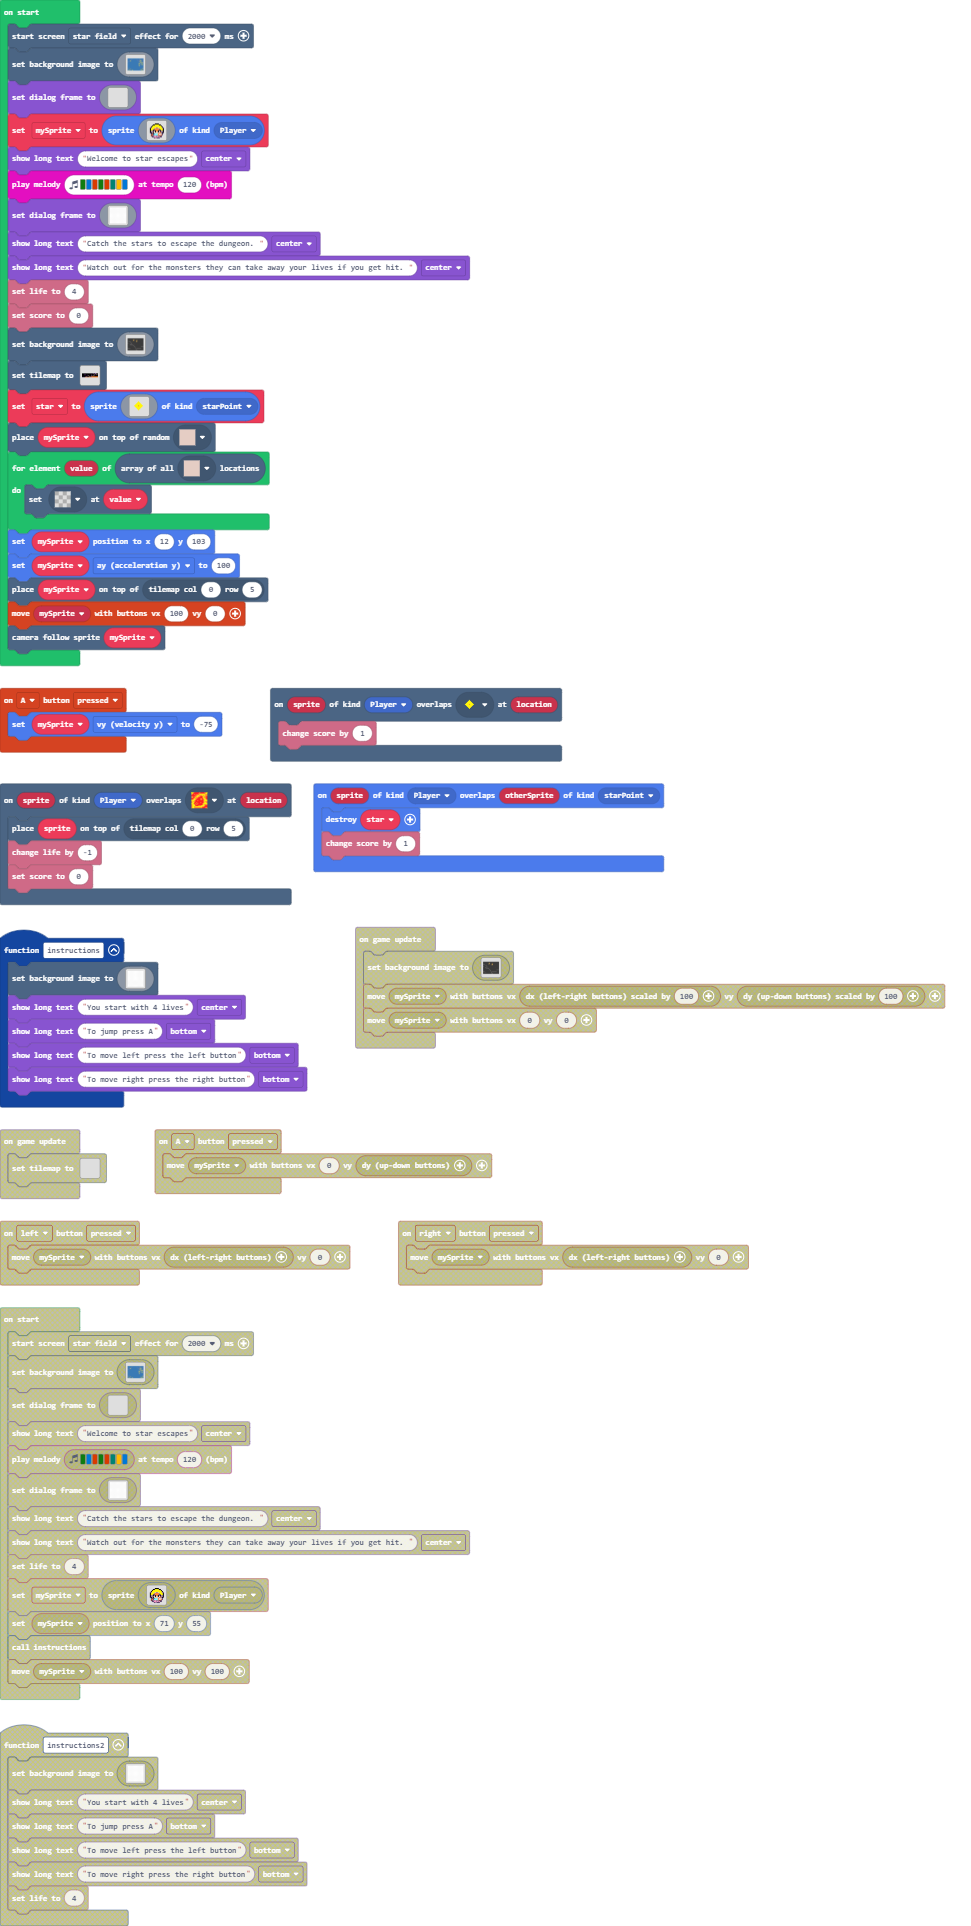 on start
start screen star field effect for 2000 ms
set background image to
set dialog frame to
set mySprite to sprite of kind Player
show long text "Welcome to star escapes" center
play melody at tempo 120 (bpm)
set dialog frame to
show long text "Catch the stars to escape the dungeon. " center
show long text "Watch out for the monsters they can take away your lives if you get hit. " center
set life to 4
set score to 0
set background image to
set tilemap to
set star to sprite of kind starPoint
place mySprite on top of random
for element value of array of all locations
do
set at value
set mySprite position to x 12 y 103
set mySprite ay (acceleration y) to 100
place mySprite on top of tilemap col 0 row 5
move mySprite with buttons vx 100 vy 0
camera follow sprite mySprite
on A button pressed
set mySprite vy (velocity y) to -75
on sprite of kind Player overlaps at location
change score by 1
on sprite of kind Player overlaps at location
place sprite on top of tilemap col 0 row 5
change life by -1
set score to 0
on sprite of kind Player overlaps otherSprite of kind starPoint
destroy star
change score by 1
function instructions
set background image to
show long text "You start with 4 lives" center
show long text "To jump press A" bottom
show long text "To move left press the left button" bottom
show long text "To move right press the right button" bottom
on game update
set background image to
move mySprite with buttons vx dx (left-right buttons) scaled by 100 vy dy (up-down buttons) scaled by 100
move mySprite with buttons vx 0 vy 0
on game update
set tilemap to
on A button pressed
move mySprite with buttons vx 0 vy dy (up-down buttons)
on left button pressed
move mySprite with buttons vx dx (left-right buttons) vy 0
on right button pressed
move mySprite with buttons vx dx (left-right buttons) vy 0
on start
start screen star field effect for 2000 ms
set background image to
set dialog frame to
show long text "Welcome to star escapes" center
play melody at tempo 120 (bpm)
set dialog frame to
show long text "Catch the stars to escape the dungeon. " center
show long text "Watch out for the monsters they can take away your lives if you get hit. " center
set life to 4
set mySprite to sprite of kind Player
set mySprite position to x 71 y 55
call instructions
move mySprite with buttons vx 100 vy 100
function instructions2
set background image to
show long text "You start with 4 lives" center
show long text "To jump press A" bottom
show long text "To move left press the left button" bottom
show long text "To move right press the right button" bottom
set life to 4